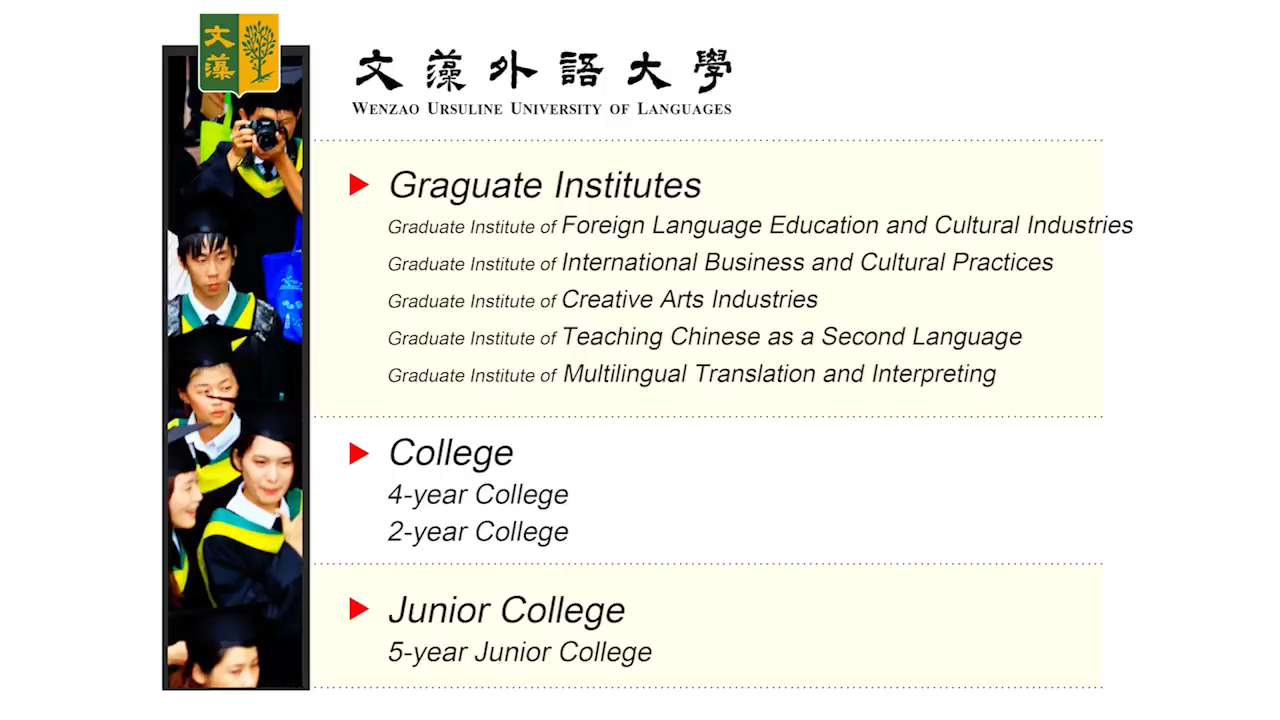 文藻
文藻外語大學
WENZAO URSULINE UNIVERSITY OF LANGUAGES
Graguate Institutes
Graduate Institute of Foreign Language Education and Cultural Industries
Graduate Institute of International Business and Cultural Practices
Graduate Institute of Creative Arts Industries
Graduate Institute of Teaching Chinese as a Second Language
Graduate Institute of Multilingual Translation and Interpreting
College
4-year College
2-year College
Junior College
5-year Junior College